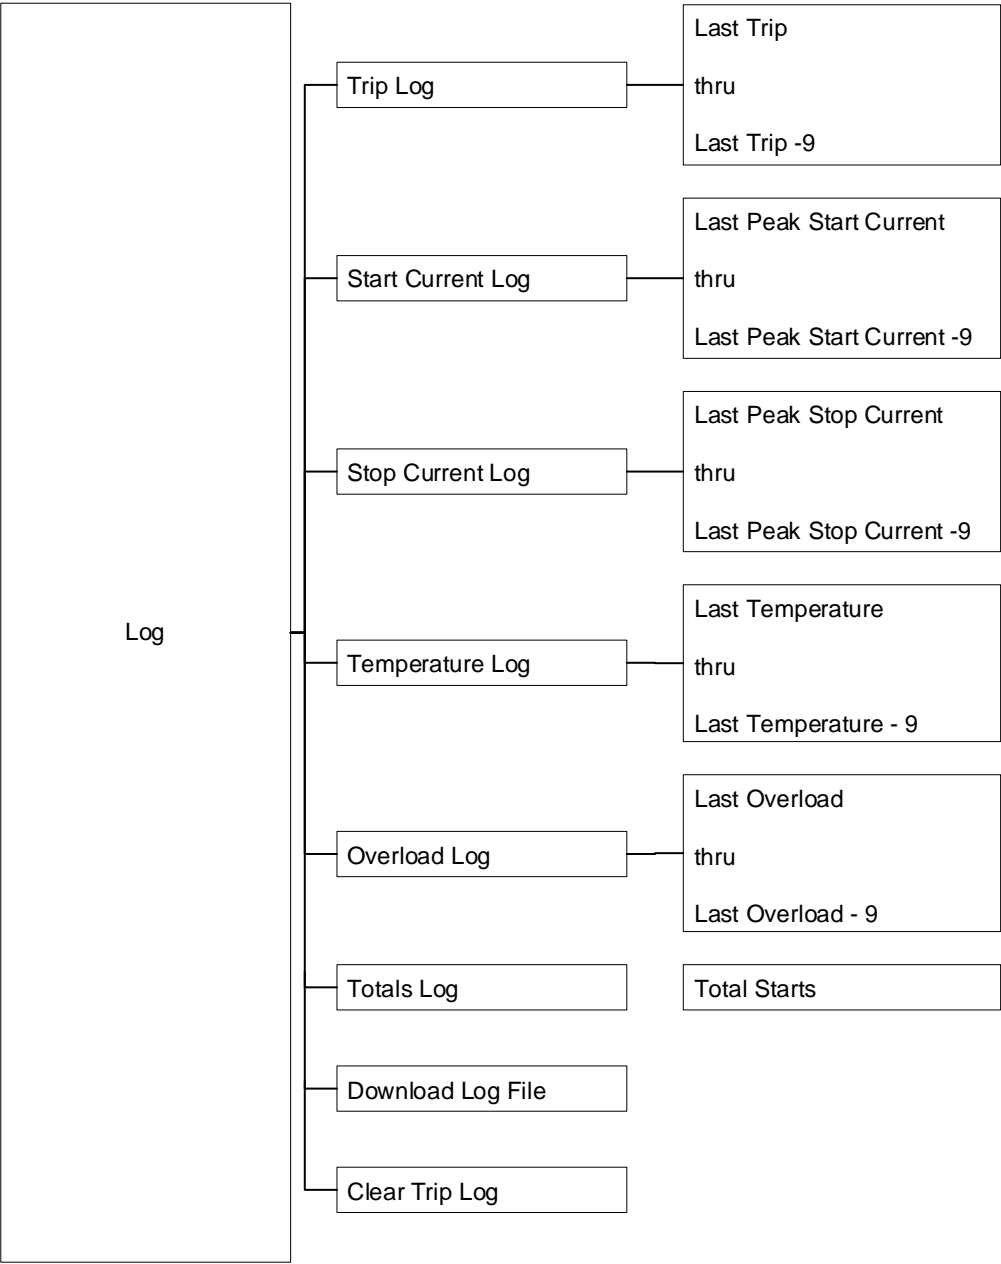 Log
Trip Log
Last Trip
thru
Last Trip -9
Start Current Log
Last Peak Start Current
thru
Last Peak Start Current -9
Stop Current Log
Last Peak Stop Current
thru
Last Peak Stop Current -9
Temperature Log
Last Temperature
thru
Last Temperature - 9
Overload Log
Last Overload
thru
Last Overload - 9
Totals Log
Total Starts
Download Log File
Clear Trip Log